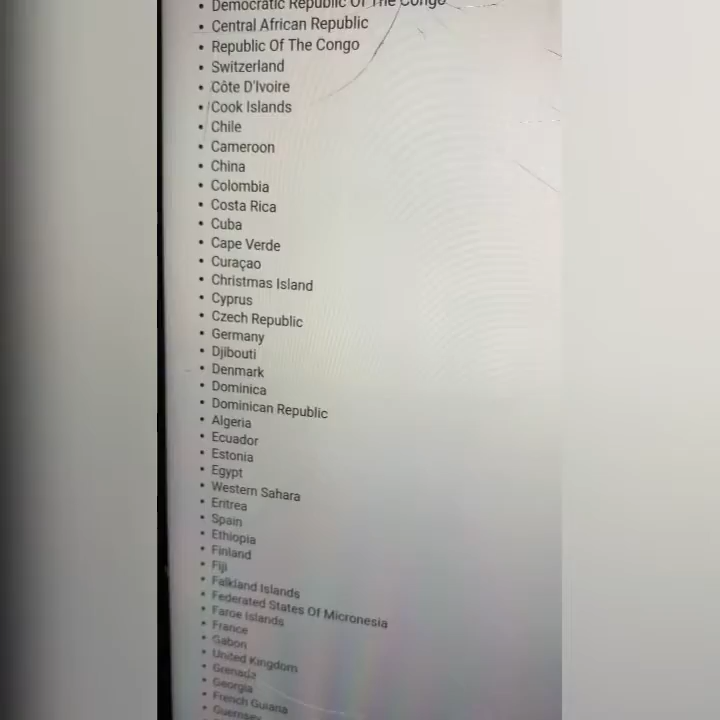 • Democratic Republic Of The Congo
• Central African Republic
• Republic Of The Congo
• Switzerland
• Côte D'Ivoire
• Cook Islands
• Chile
• Cameroon
• China
• Colombia
• Costa Rica
• Cuba
• Cape Verde
• Curaçao
• Christmas Island
• Cyprus
• Czech Republic
• Germany
• Djibouti
• Denmark
• Dominica
• Dominican Republic
• Algeria
• Ecuador
• Estonia
• Egypt
• Western Sahara
• Eritrea
• Spain
• Ethiopia
• Finland
• Fiji
• Falkland Islands
• Federated States Of Micronesia
• Faroe Islands
• France
• Gabon
• United Kingdom
• Grenada
• Georgia
• French Guiana
• Guernsey